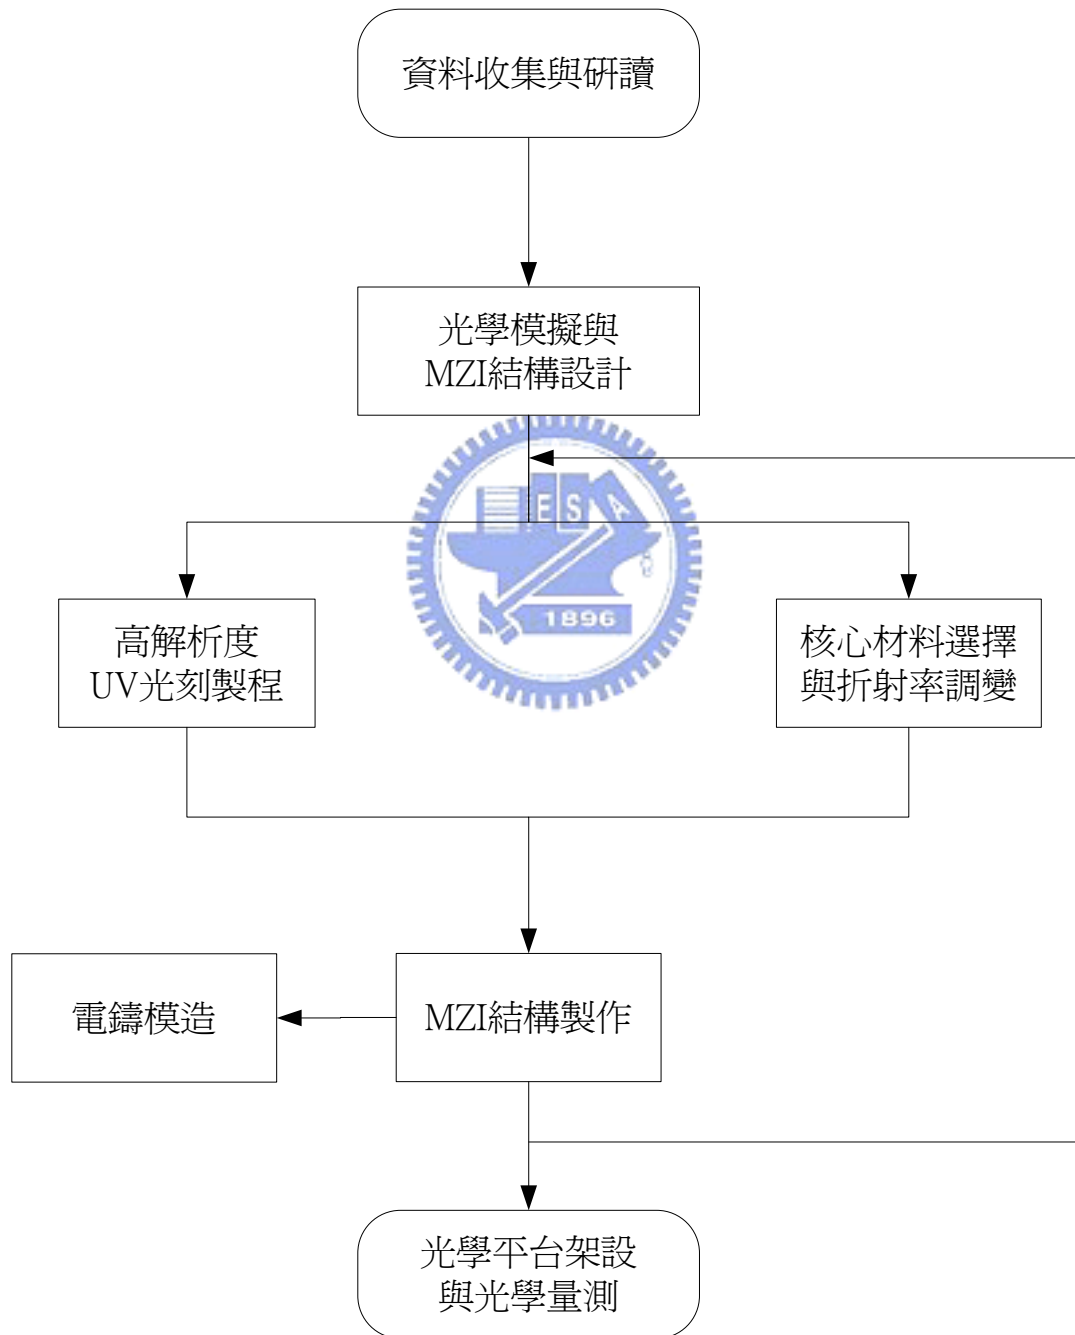 資料收集與研讀
光學模擬與
MZI結構設計
E S A
1896
高解析度
UV光刻製程
核心材料選擇
與折射率調變
電鑄模造
MZI結構製作
光學平台架設
與光學量測